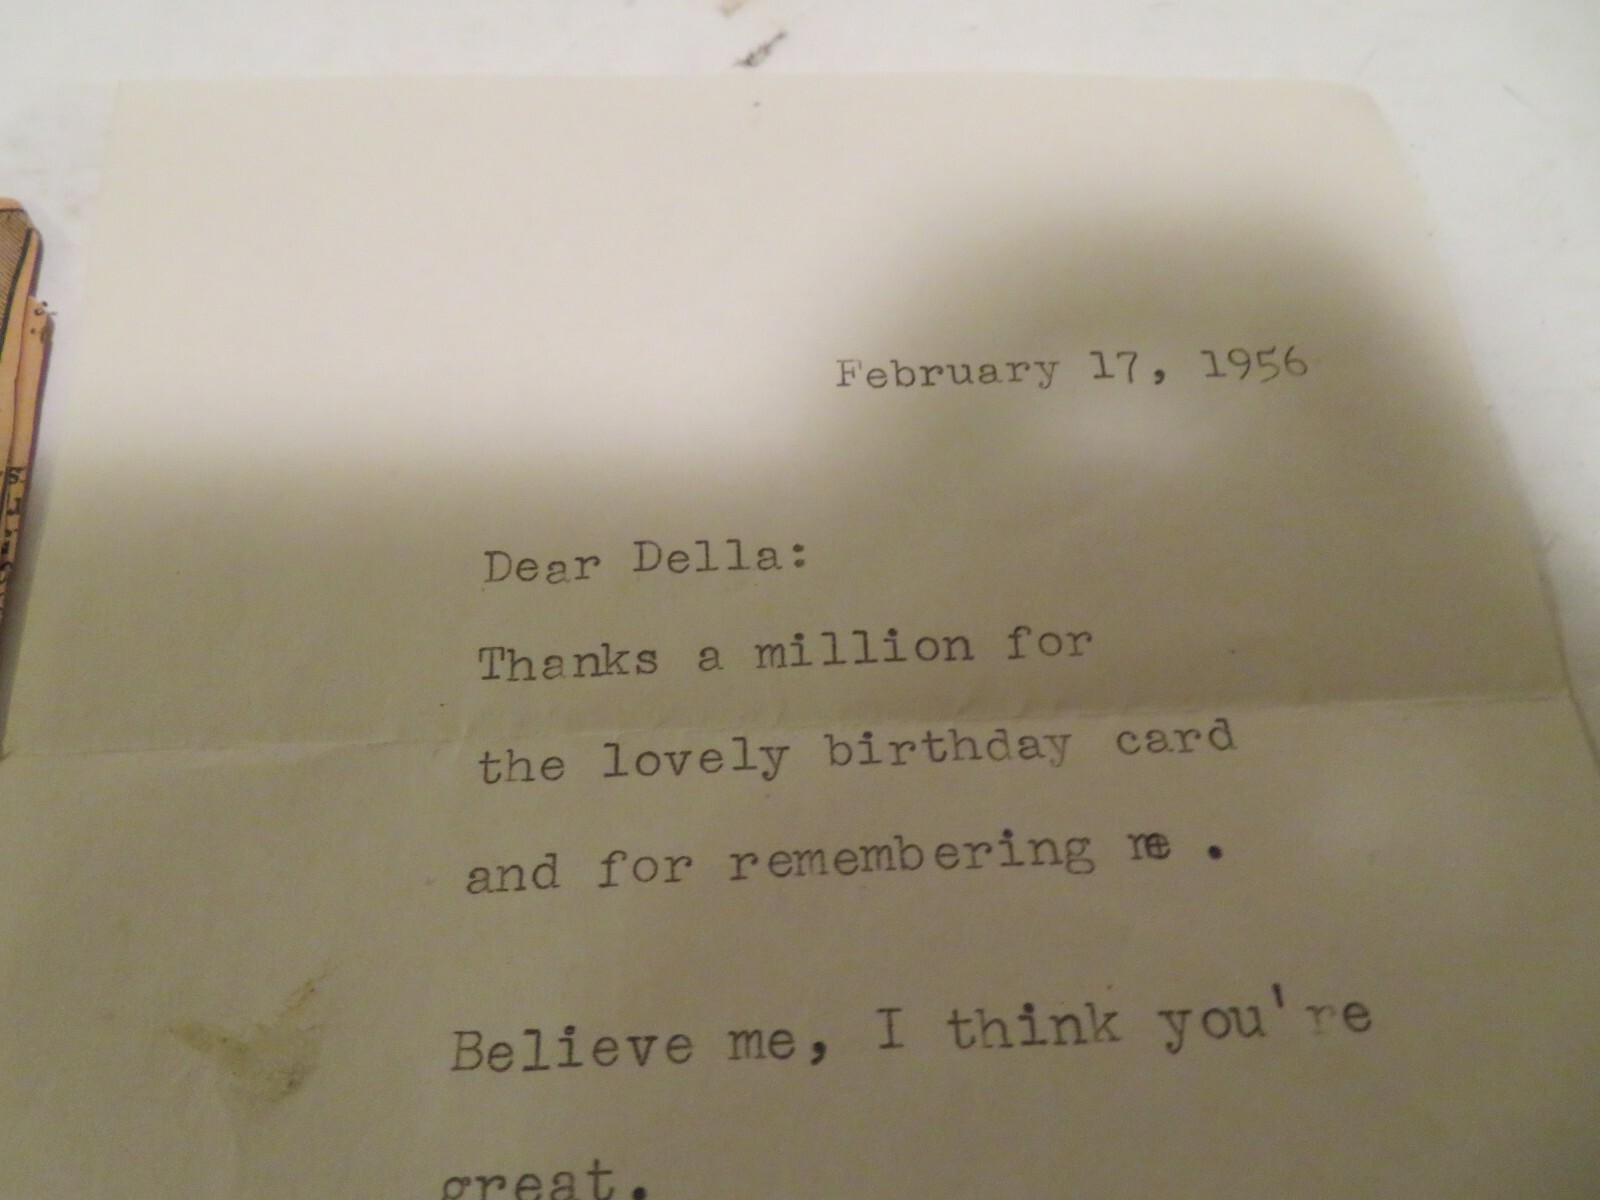 February 17, 1956
Dear Della:
Thanks a million for
the lovely birthday card
and for remembering me .
Believe me, I think you're
great.